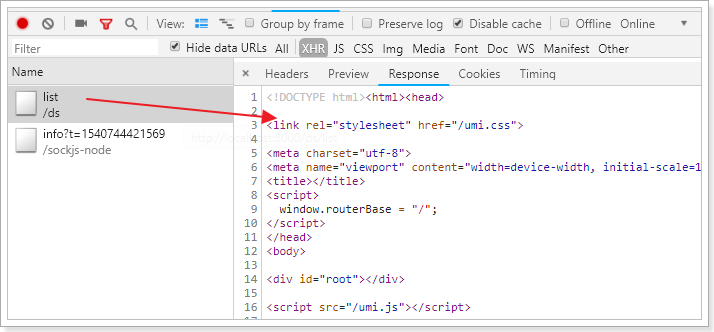 View: Group by frame Preserve log Disable cache Offline Online
Filter Hide data URLs All XHR JS CSS Img Media Font Doc WS Manifest Other
Name
× Headers Preview Response Cookies Timing
list
/ds
info?t=1540744421569
/sockjs-node
1 <!DOCTYPE html><html><head>
2
3 <link rel="stylesheet" href="/umi.css">
4
5 <meta charset="utf-8">
6 <meta name="viewport" content="width=device-width, initial-scale=1
7 <title></title>
8 <script>
9 window.routerBase = "/";
10 </script>
11 </head>
12 <body>
13
14 <div id="root"></div>
15
16 <script src="/umi.js"></script>